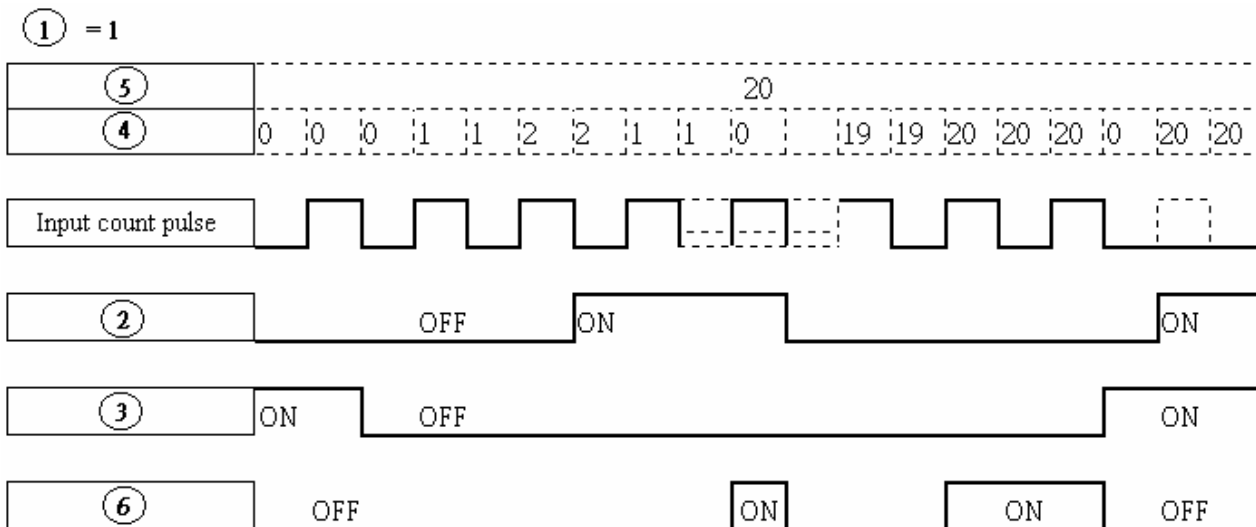 ① = 1
⑤ 20
④ 0 0 0 1 1 2 2 1 1 0 19 19 20 20 20 0 20 20
Input count pulse
② OFF ON ON
③ ON OFF ON
⑥ OFF ON ON OFF